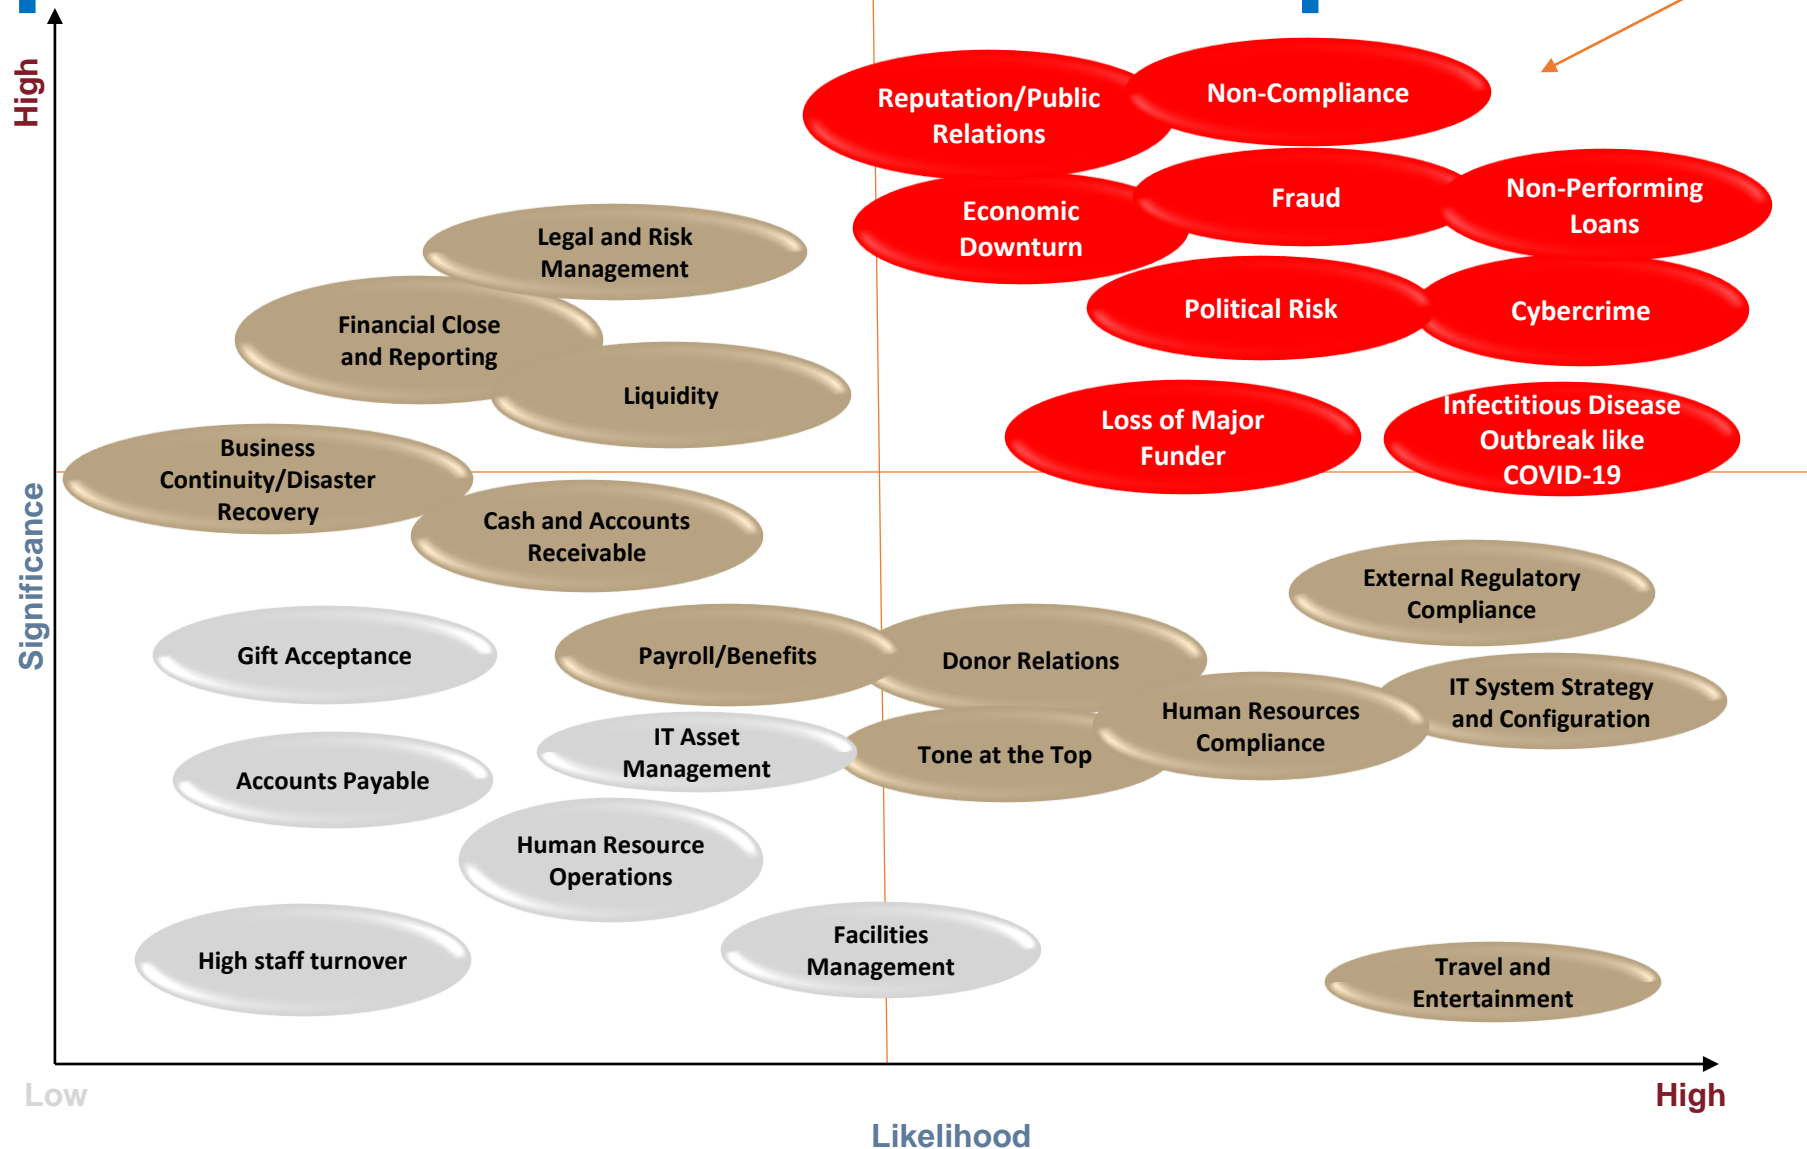 High
Reputation/Public
Relations
Non-Compliance
Economic
Downturn
Fraud
Non-Performing
Loans
Legal and Risk
Management
Political Risk
Cybercrime
Financial Close
and Reporting
Liquidity
Loss of Major
Funder
Infectitious Disease
Outbreak like
COVID-19
Business
Continuity/Disaster
Recovery
Cash and Accounts
Receivable
Significance
External Regulatory
Compliance
Gift Acceptance
Payroll/Benefits
Donor Relations
Human Resources
Compliance
IT System Strategy
and Configuration
IT Asset
Management
Tone at the Top
Accounts Payable
Human Resource
Operations
High staff turnover
Facilities
Management
Travel and
Entertainment
Low
High
Likelihood